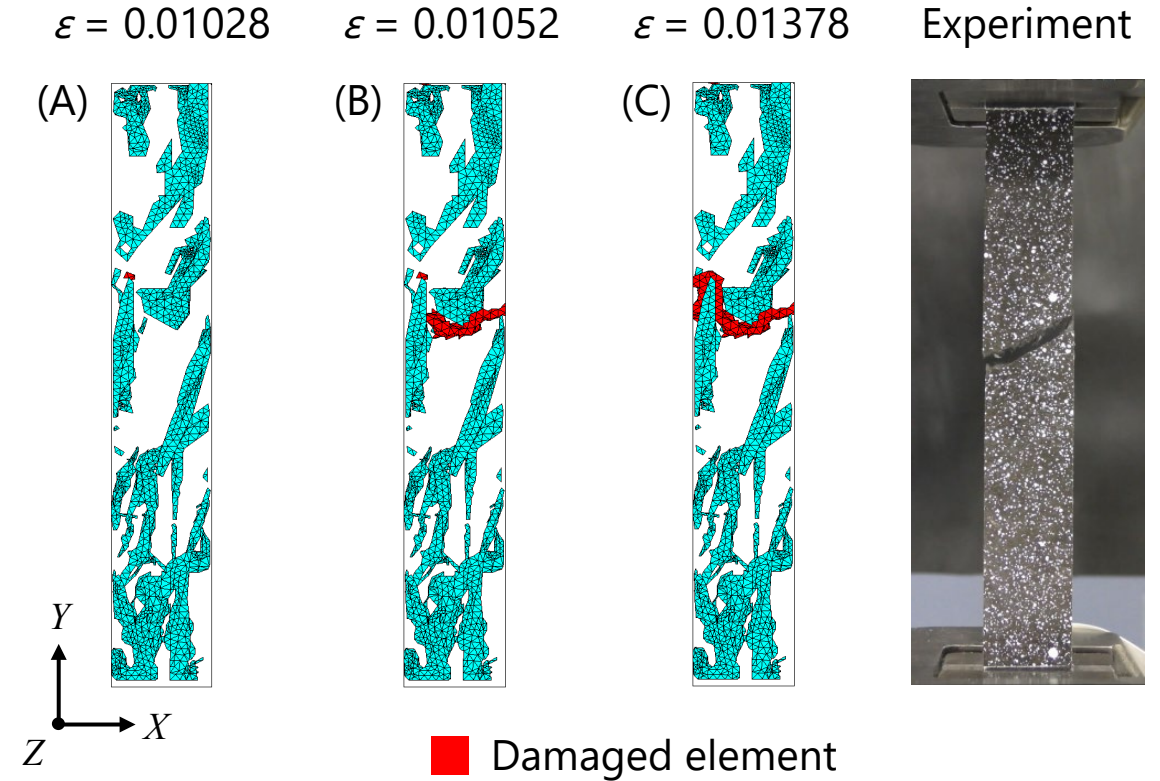 ε = 0.01028 ε = 0.01052 ε = 0.01378 Experiment
(A) (B) (C)
Y
X
Z
Damaged element